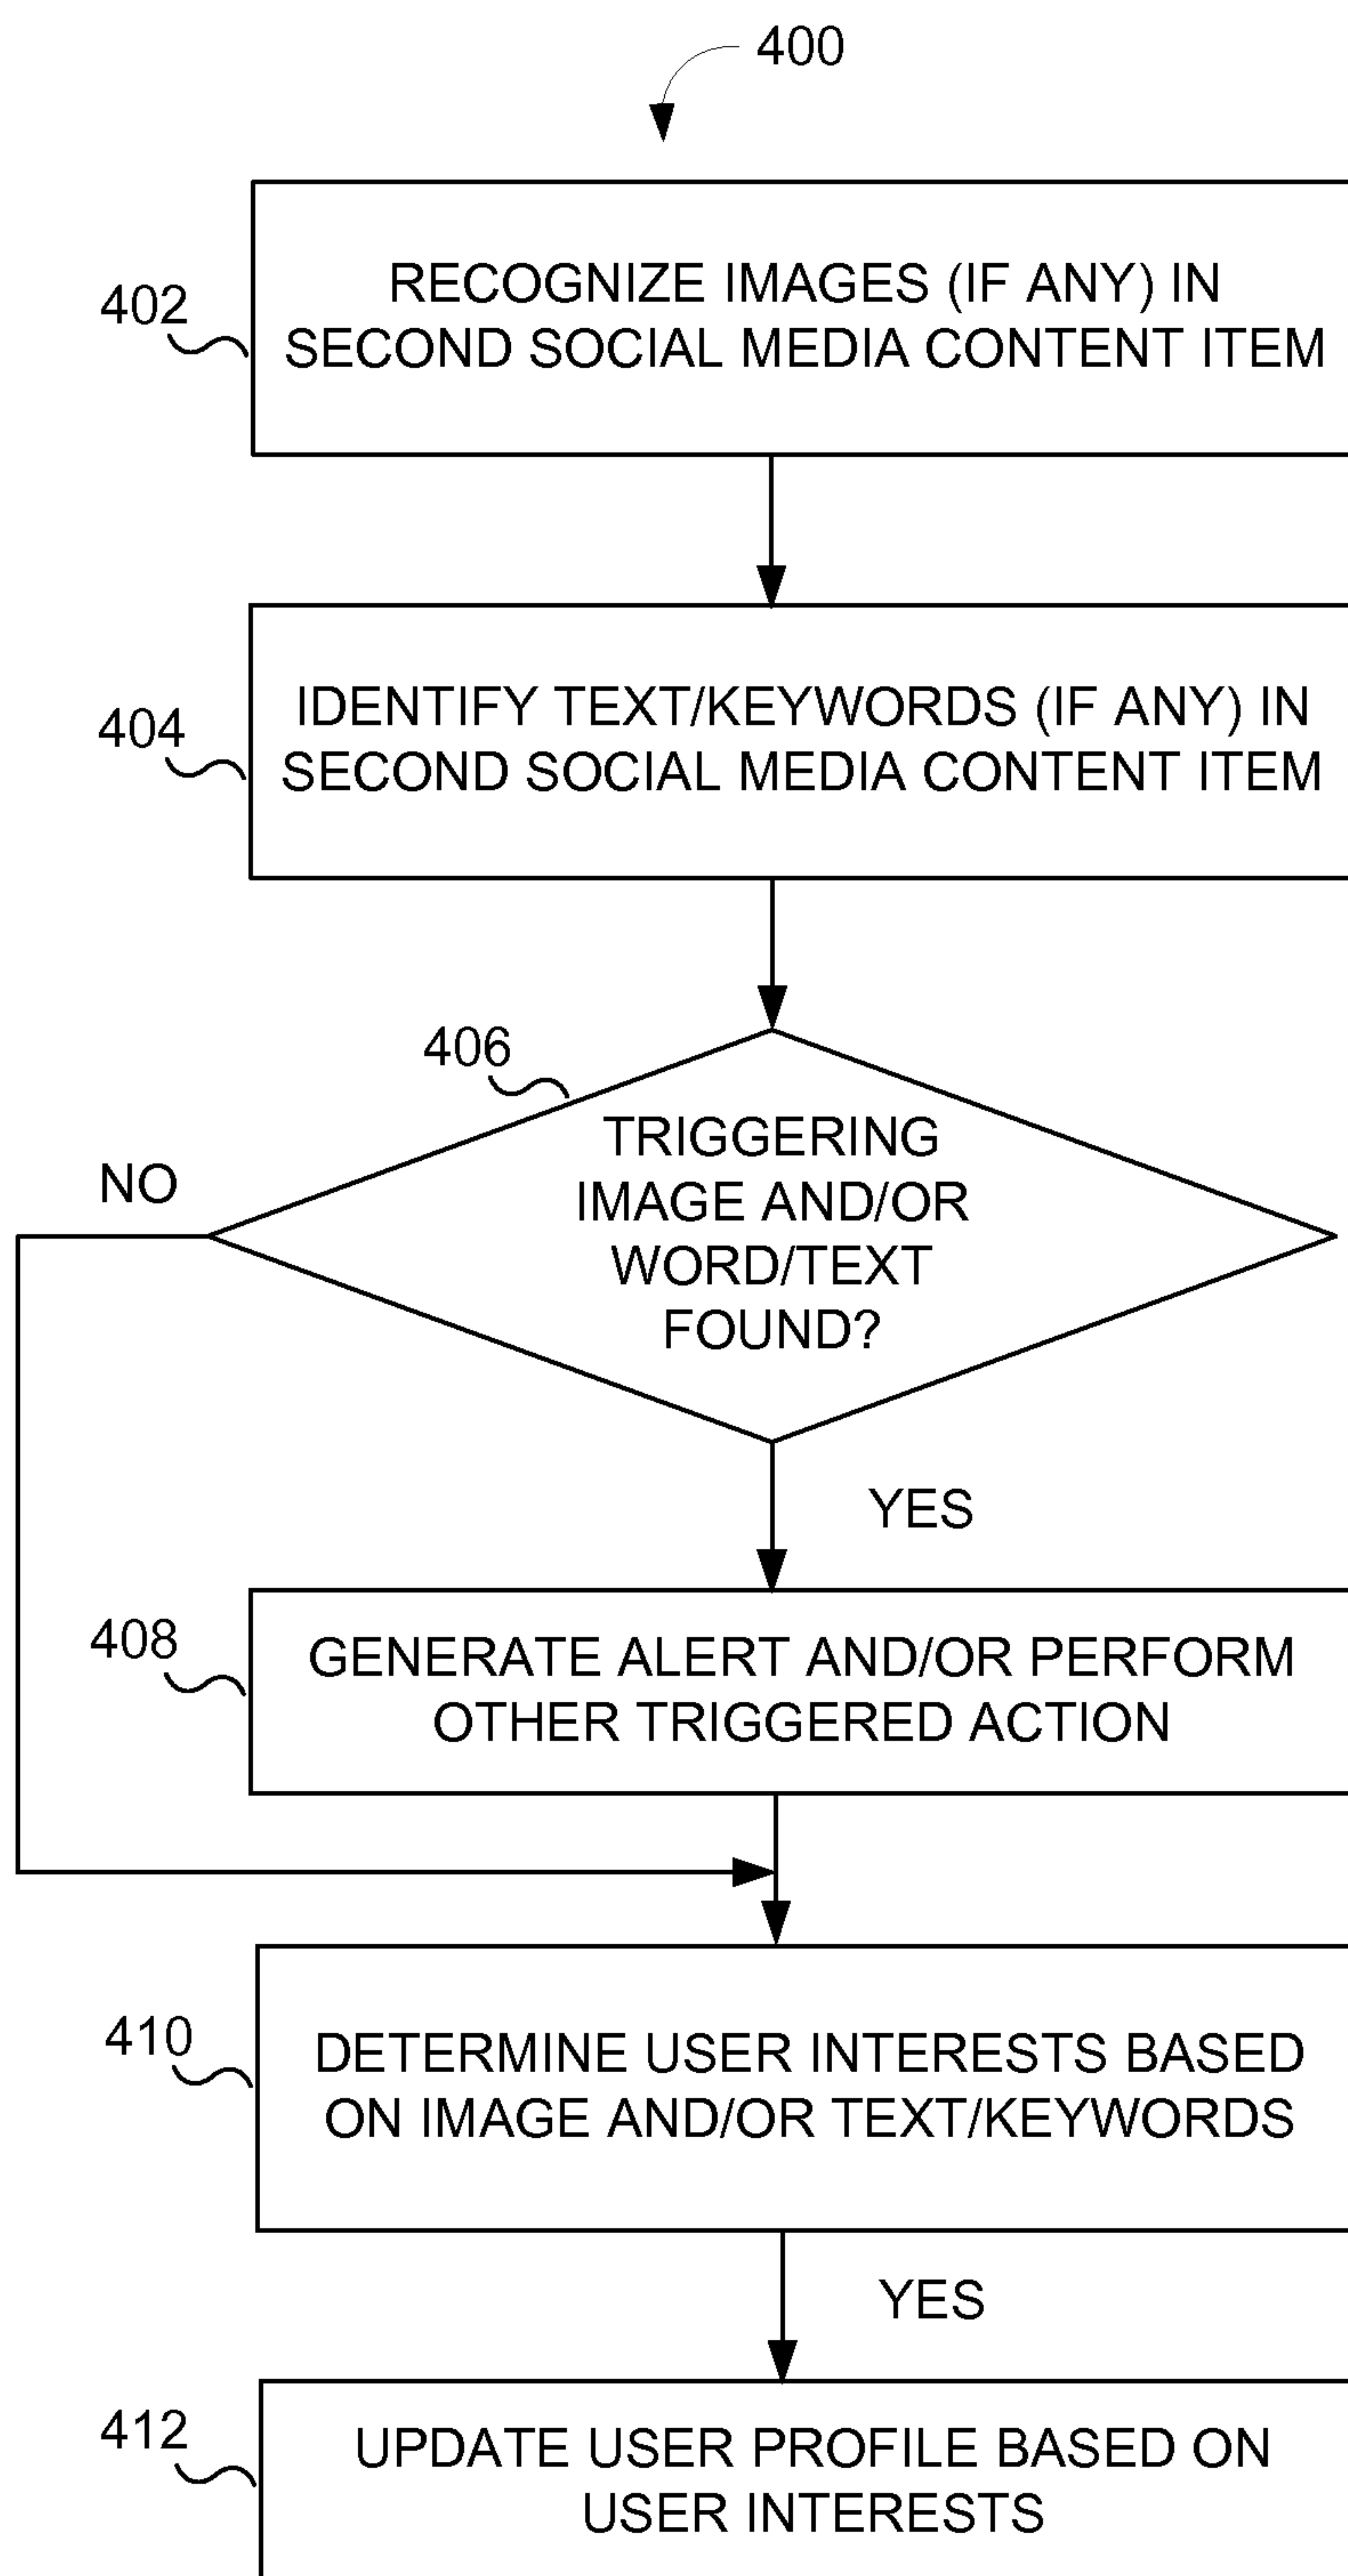 400
402
RECOGNIZE IMAGES (IF ANY) IN
SECOND SOCIAL MEDIA CONTENT ITEM
404
IDENTIFY TEXT/KEYWORDS (IF ANY) IN
SECOND SOCIAL MEDIA CONTENT ITEM
406
TRIGGERING
IMAGE AND/OR
WORD/TEXT
FOUND?
NO
YES
408
GENERATE ALERT AND/OR PERFORM
OTHER TRIGGERED ACTION
410
DETERMINE USER INTERESTS BASED
ON IMAGE AND/OR TEXT/KEYWORDS
YES
412
UPDATE USER PROFILE BASED ON
USER INTERESTS